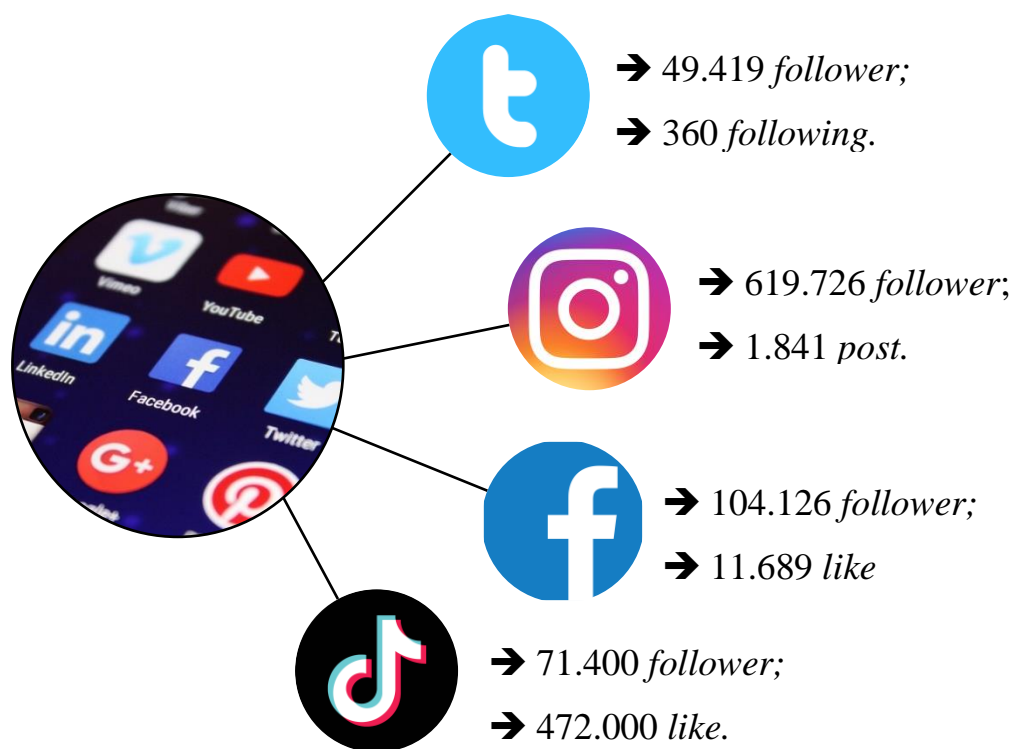 ➔ 49.419 follower;
➔ 360 following.
➔ 619.726 follower;
➔ 1.841 post.
➔ 104.126 follower;
➔ 11.689 like
➔ 71.400 follower;
➔ 472.000 like.
Viber
Vimeo
YouTube
LinkedIn
Facebook
Twitter
G+